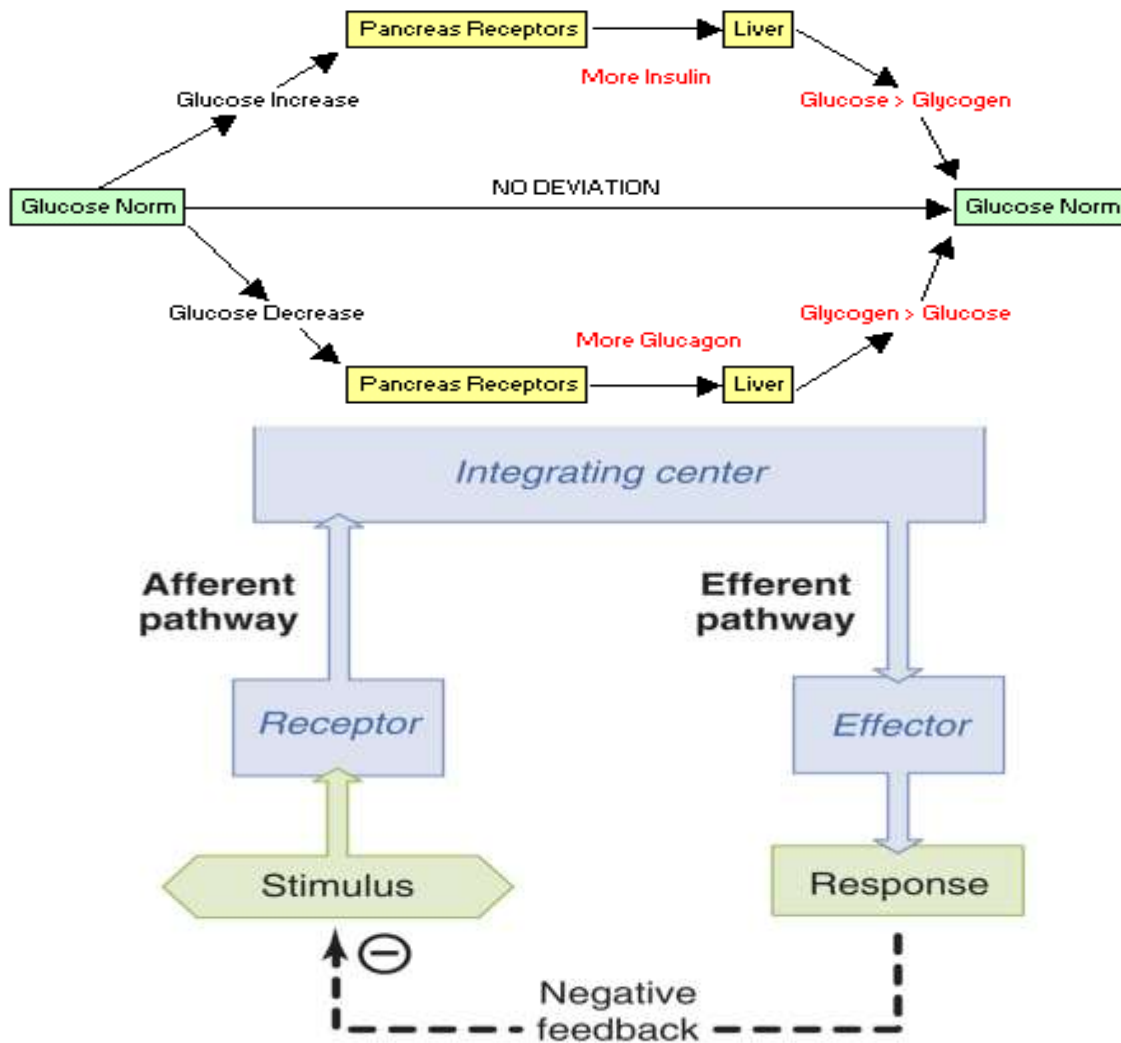 Pancreas Receptors
Liver
More Insulin
Glucose Increase
Glucose > Glycogen
NO DEVIATION
Glucose Norm
Glucose Norm
Glucose Decrease
Glycogen > Glucose
More Glucagon
Pancreas Receptors
Liver
Integrating center
Afferent
pathway
Efferent
pathway
Receptor
Effector
Stimulus
Response
−
Negative
feedback